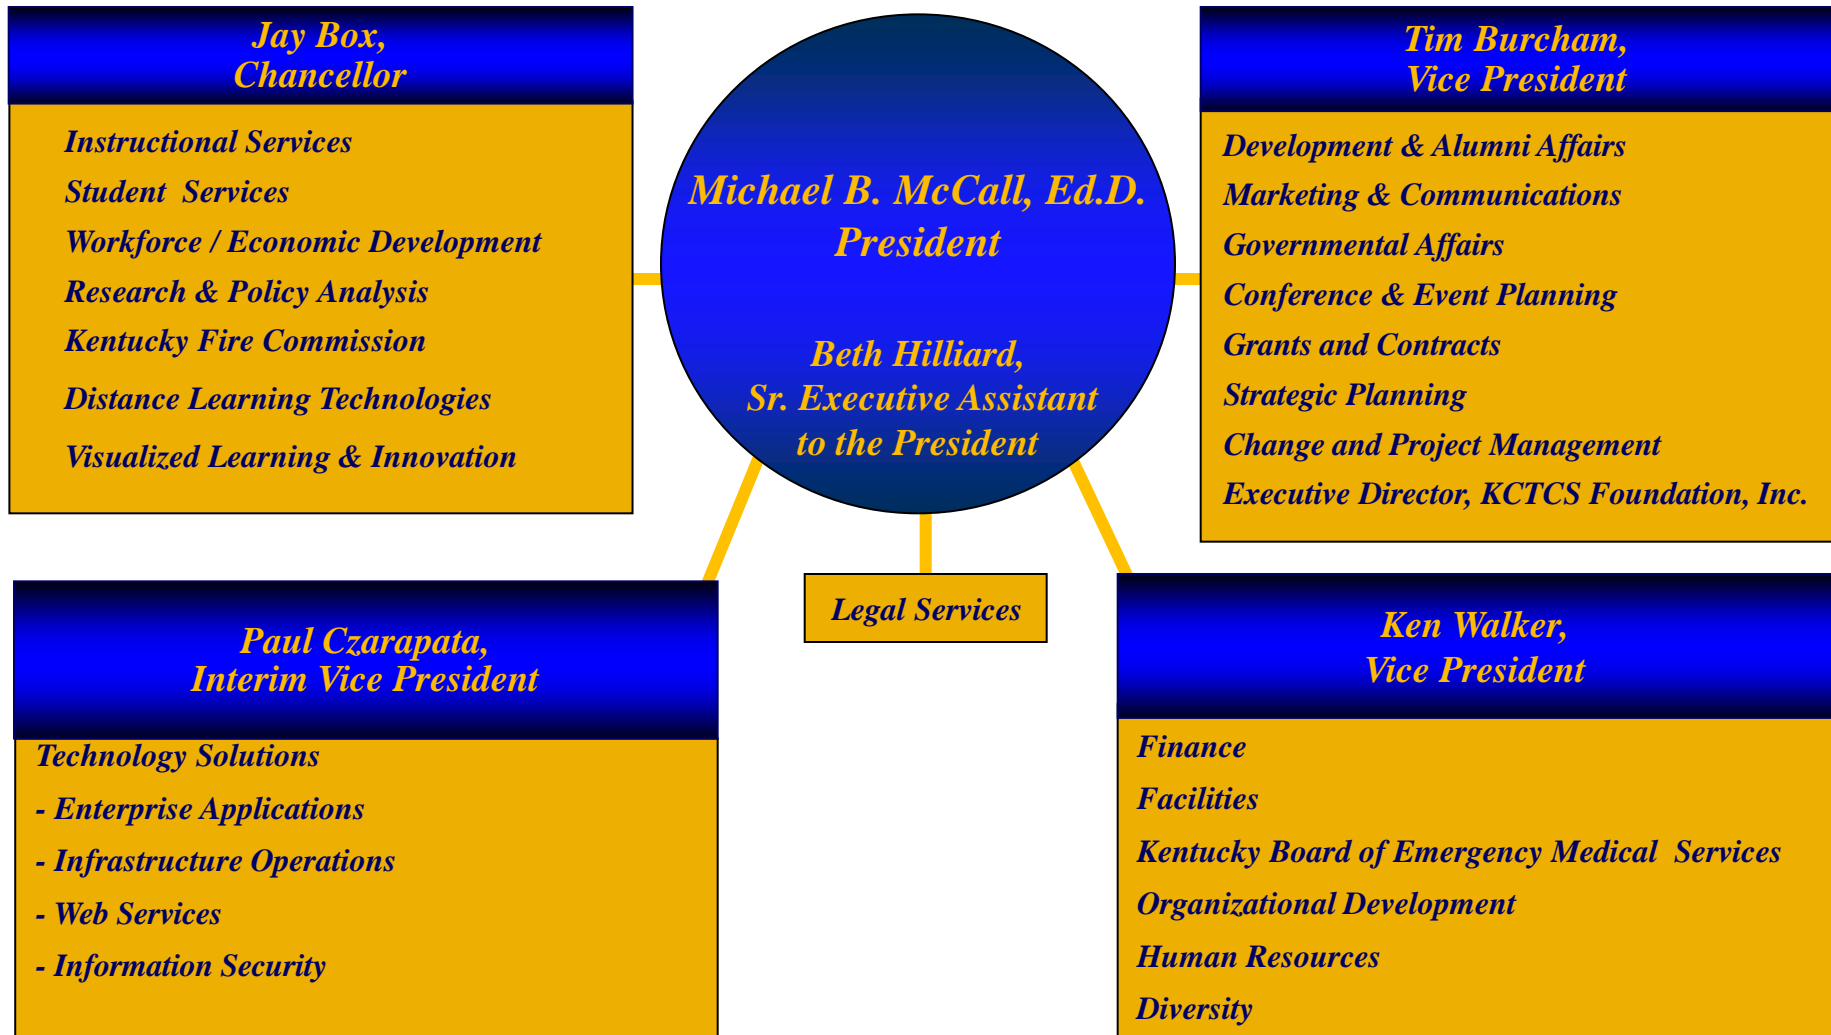 Jay Box,
Chancellor
Instructional Services
Student  Services
Workforce / Economic Development
Research & Policy Analysis
Kentucky Fire Commission
Distance Learning Technologies
Visualized Learning & Innovation
Michael B. McCall, Ed.D.
President
Beth Hilliard,
Sr. Executive Assistant
to the President
Tim Burcham,
Vice President
Development & Alumni Affairs
Marketing & Communications
Governmental Affairs
Conference & Event Planning
Grants and Contracts
Strategic Planning
Change and Project Management
Executive Director, KCTCS Foundation, Inc.
Paul Czarapata,
Interim Vice President
Technology Solutions
- Enterprise Applications
- Infrastructure Operations
- Web Services
- Information Security
Legal Services
Ken Walker,
Vice President
Finance
Facilities
Kentucky Board of Emergency Medical  Services
Organizational Development
Human Resources
Diversity